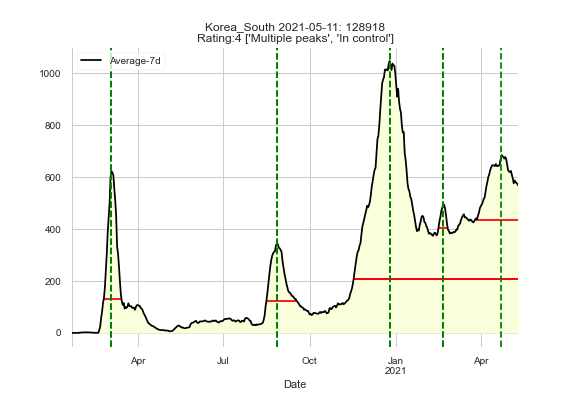 Korea_South 2021-05-11: 128918
Rating:4 ['Multiple peaks', 'In control']
Average-7d
1000
800
600
400
200
0
Apr
Jul
Oct
Jan
2021
Apr
Date